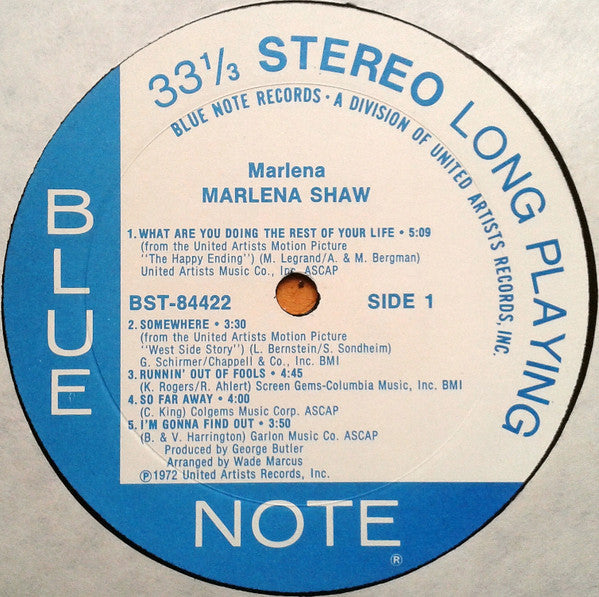 33⅓ STEREO LONG PLAYING
BLUE NOTE RECORDS • A DIVISION OF UNITED ARTISTS RECORDS, INC.
Marlena
MARLENA SHAW
1. WHAT ARE YOU DOING THE REST OF YOUR LIFE • 5:09
(from the United Artists Motion Picture
"The Happy Ending") (M. Legrand/A. & M. Bergman)
United Artists Music Co., Inc. ASCAP
BST-84422 SIDE 1
2. SOMEWHERE • 3:30
(from the United Artists Motion Picture
"West Side Story") (L. Bernstein/S. Sondheim)
G. Schirmer/Chappell & Co., Inc. BMI
3. RUNNIN' OUT OF FOOLS • 4:45
(K. Rogers/R. Ahlert) Screen Gems-Columbia Music, Inc. BMI
4. SO FAR AWAY • 4:00
(C. King) Colgems Music Corp. ASCAP
5. I'M GONNA FIND OUT • 3:50
(B. & V. Harrington) Garlon Music Co. ASCAP
Produced by George Butler
Arranged by Wade Marcus
℗1972 United Artists Records, Inc.
BLUE
NOTE®